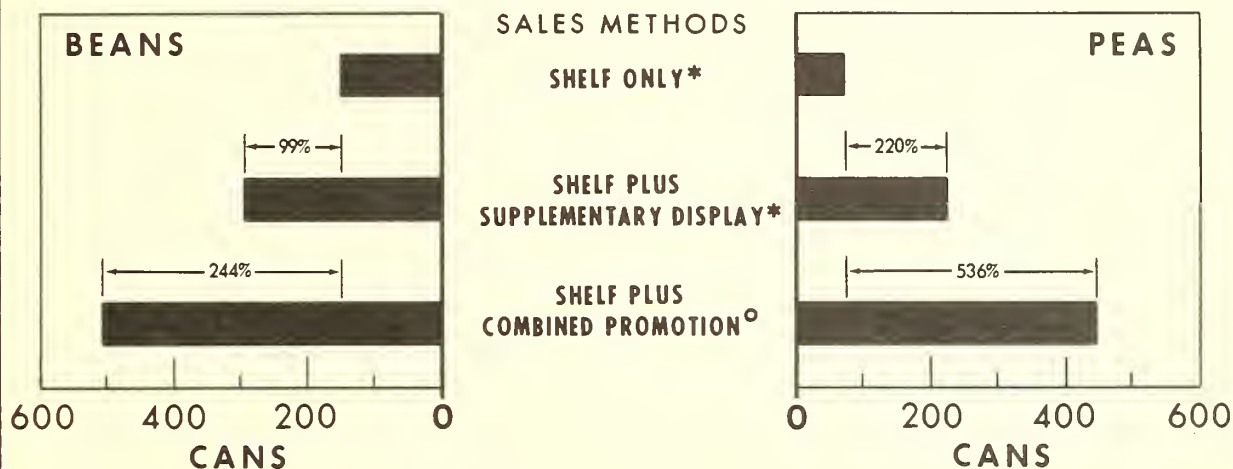 BEANS
SALES METHODS
PEAS
SHELF ONLY*
99%
220%
SHELF PLUS
SUPPLEMENTARY DISPLAY*
244%
536%
SHELF PLUS
COMBINED PROMOTION°
600 400 200 0
CANS
0 200 400 600
CANS